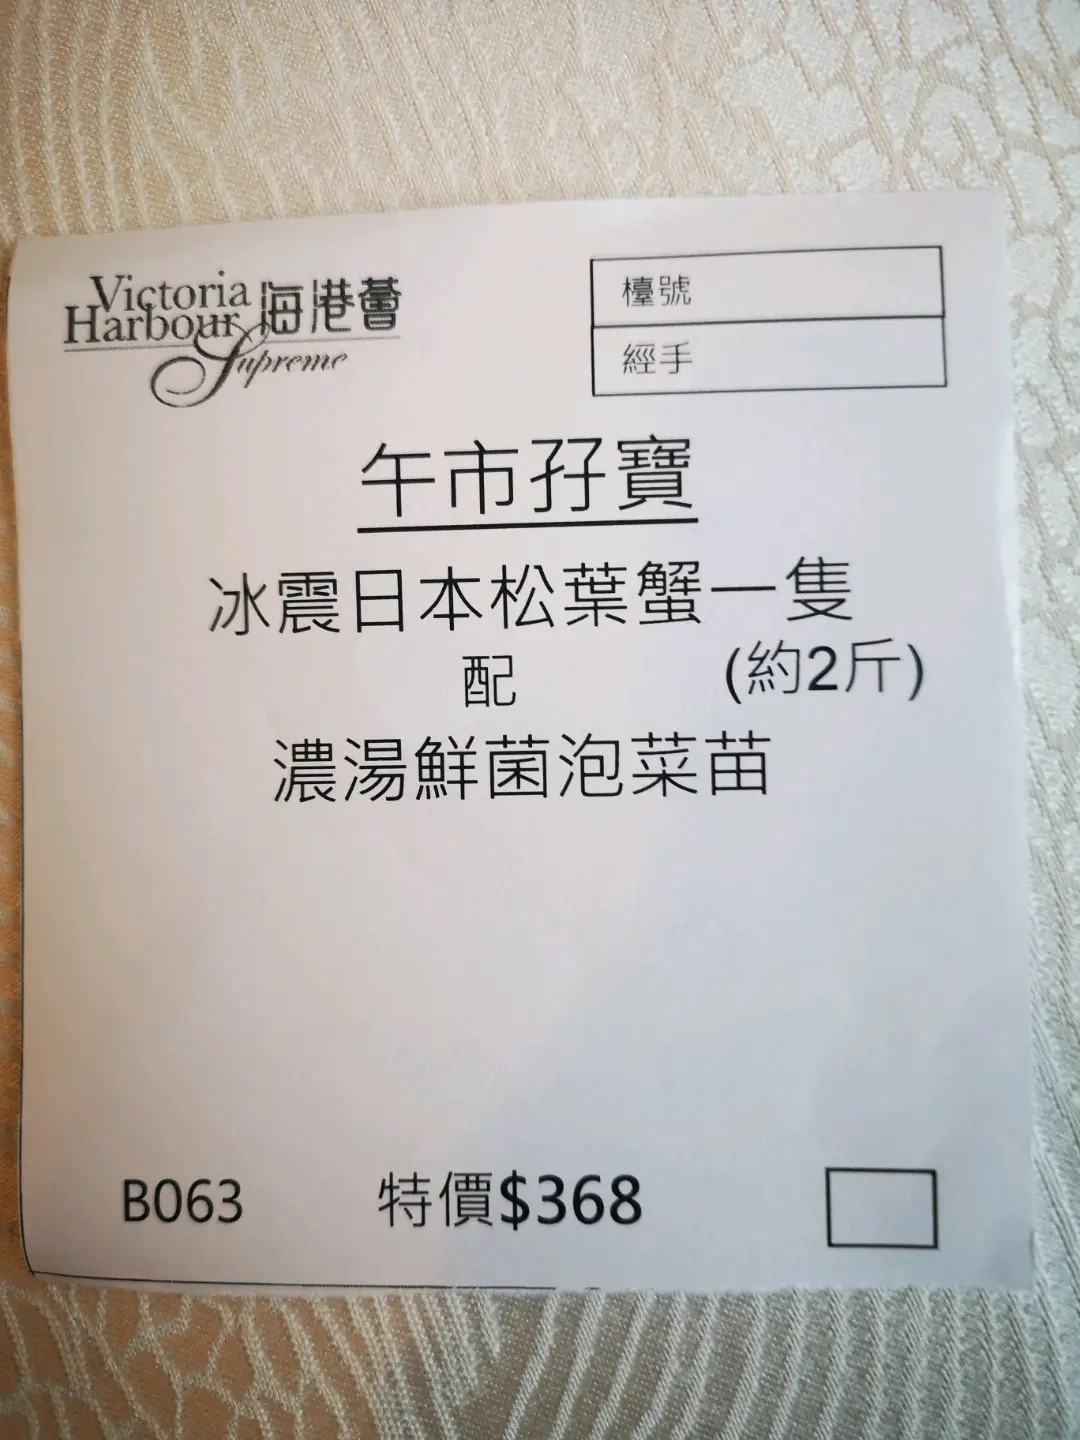 Victoria Harbour 海港薈
Supreme
檯號
經手
午市孖寶
冰震日本松葉蟹一隻
配 (約2斤)
濃湯鮮菌泡菜苗
B063 特價$368